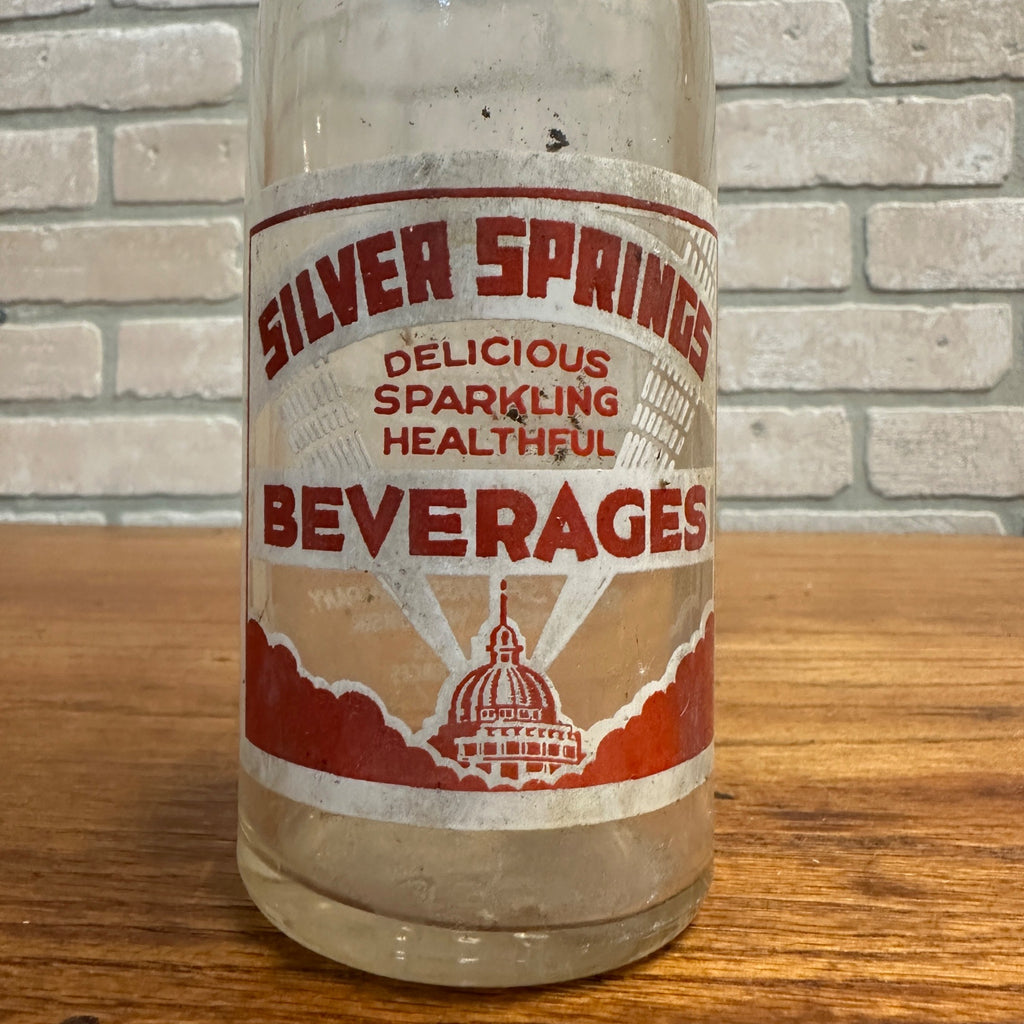 SILVER SPRINGS
DELICIOUS
SPARKLING
HEALTHFUL
BEVERAGES